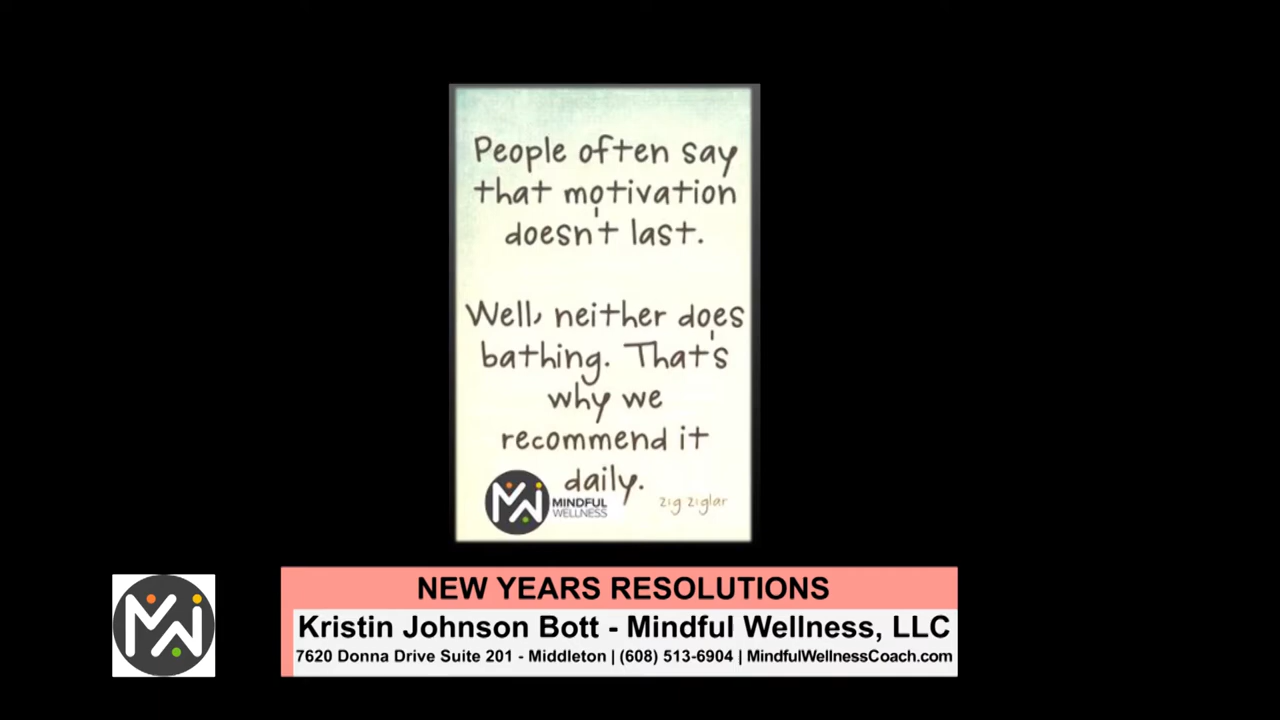 People often say
that motivation
doesn't last.
Well, neither does
bathing. That's
why we
recommend it
daily.
MINDFUL
WELLNESS
zig ziglar
NEW YEARS RESOLUTIONS
Kristin Johnson Bott - Mindful Wellness, LLC
7620 Donna Drive Suite 201 - Middleton | (608) 513-6904 | MindfulWellnessCoach.com